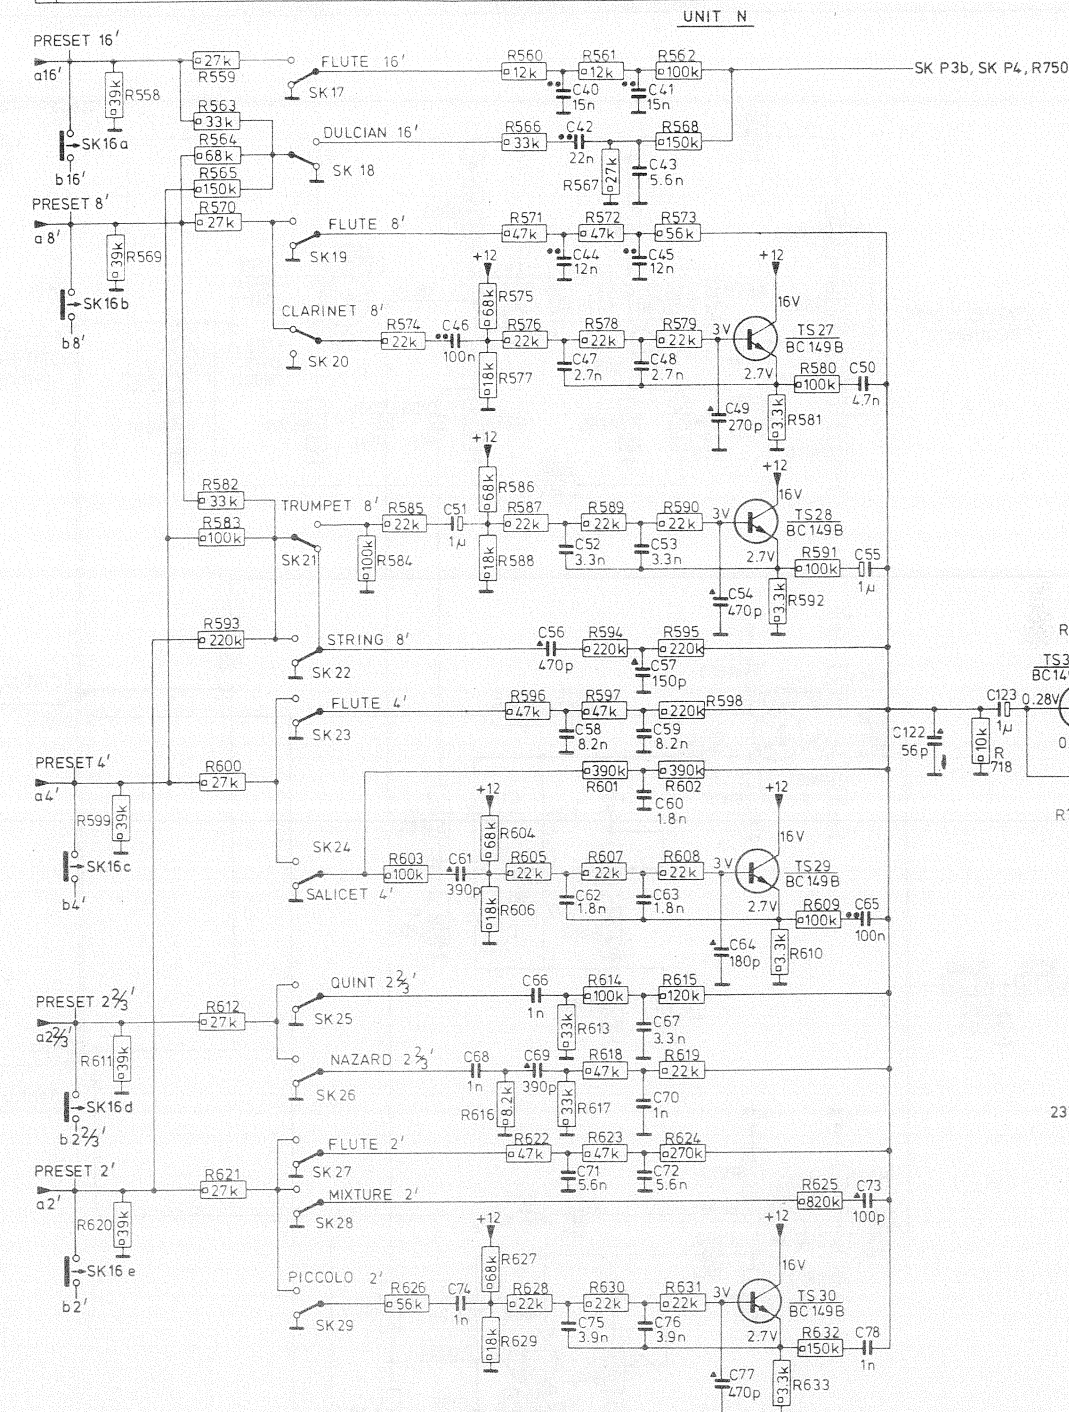 UNIT N
PRESET 16'
a16'
39k
R558
27k
R559
FLUTE 16'
SK17
R560
12k
R561
12k
R562
100k
C40
15n
C41
15n
SK P3b, SK P4, R750
R563
33k
SK16a
b16'
R564
68k
R565
150k
DULCIAN 16'
SK 18
R566
33k
C42
22n
R568
150k
R567
27k
C43
5.6n
PRESET 8'
a8'
39k
R569
R570
27k
SK16b
b8'
FLUTE 8'
SK19
R571
47k
R572
47k
R573
56k
C44
12n
C45
12n
CLARINET 8'
SK20
R574
22k
C46
100n
+12
68k
R575
R576
22k
R578
22k
R579
22k
18k
R577
C47
2.7n
C48
2.7n
+12
16V
3V
TS27
BC149B
2.7V
R580
100k
C50
4.7n
C49
270p
3.3k
R581
R582
33k
R583
100k
TRUMPET 8'
SK21
R585
22k
C51
1µ
100k
R584
+12
68k
R586
R587
22k
R589
22k
R590
22k
18k
R588
C52
3.3n
C53
3.3n
+12
16V
3V
TS28
BC149B
2.7V
R591
100k
C55
1µ
C54
470p
3.3k
R592
R593
220k
STRING 8'
SK22
C56
470p
R594
220k
R595
220k
C57
150p
FLUTE 4'
SK23
R596
47k
R597
47k
220k
R598
C58
8.2n
C59
8.2n
R
TS3
BC14
C123
1µ
0.28V
0
C122
56p
10k
R
718
R
PRESET 4'
a4'
R599
39k
R600
27k
SK16c
b4'
390k
R601
390k
R602
C60
1.8n
SK24
SALICET 4'
R603
100k
C61
390p
+12
68k
R604
R605
22k
R607
22k
R608
22k
18k
R606
C62
1.8n
C63
1.8n
+12
16V
3V
TS29
BC149B
2.7V
R609
100k
C65
100n
C64
180p
3.3k
R610
PRESET 2⅔'
a2⅔'
R611
39k
R612
27k
SK16d
b2⅔'
QUINT 2⅔'
SK25
C66
1n
33k
R613
R614
100k
R615
120k
C67
3.3n
NAZARD 2⅔'
SK26
C68
1n
R616
8.2k
C69
390p
33k
R617
R618
47k
R619
22k
C70
1n
23
FLUTE 2'
SK27
R622
47k
R623
47k
R624
270k
C71
5.6n
C72
5.6n
PRESET 2'
a2'
R620
39k
R621
27k
SK16e
b2'
MIXTURE 2'
SK28
R625
820k
C73
100p
PICCOLO 2'
SK29
R626
56k
C74
1n
+12
68k
R627
R628
22k
R630
22k
R631
22k
18k
R629
C75
3.9n
C76
3.9n
+12
16V
3V
TS30
BC149B
2.7V
R632
150k
C78
1n
C77
470p
3.3k
R633